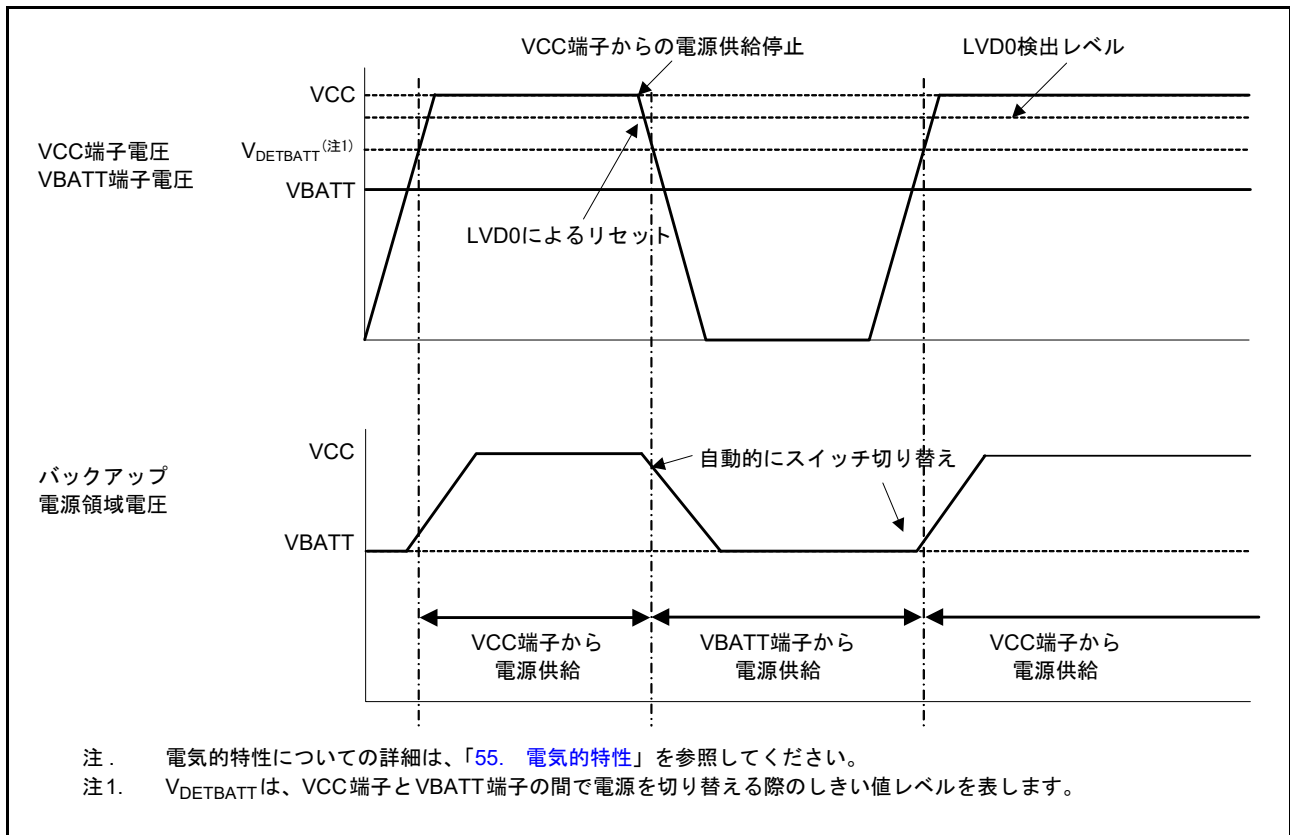 VCC端子からの電源供給停止
LVD0検出レベル
VCC
VCC端子電圧
VBATT端子電圧
VDETBATT(注1)
VBATT
LVD0によるリセット
VCC
バックアップ
電源領域電圧
自動的にスイッチ切り替え
VBATT
VCC端子から
電源供給
VBATT端子から
電源供給
VCC端子から
電源供給
注. 電気的特性についての詳細は、「55. 電気的特性」を参照してください。
注1. VDETBATTは、VCC端子とVBATT端子の間で電源を切り替える際のしきい値レベルを表します。